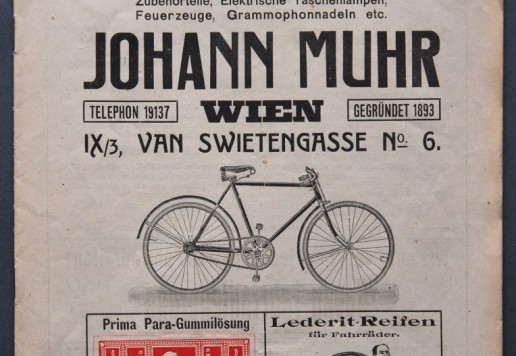 Zubehörteile, Elektrische Taschenlampen,
Feuerzeuge, Grammophonnadeln etc.
JOHANN MUHR
TELEPHON 19137 WIEN GEGRÜNDET 1893
IX/3, VAN SWIETENGASSE No. 6.
Prima Para-Gummilösung
Lederit-Reifen
für Fahrräder.